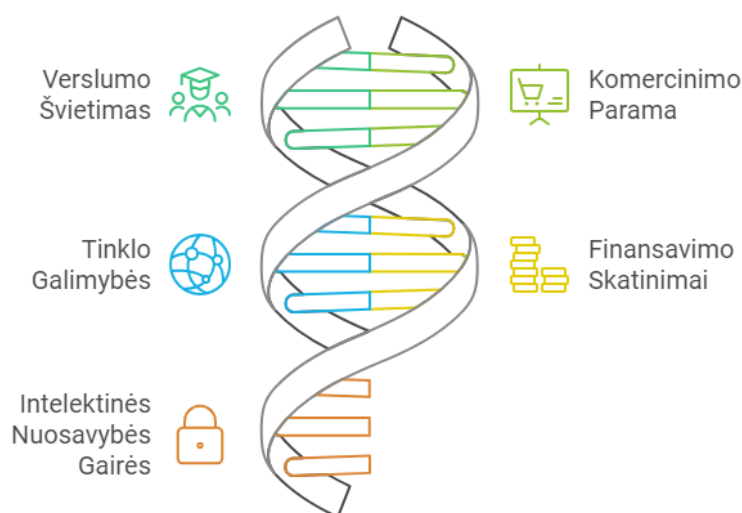 Verslumo
Švietimas
Komercinimo
Parama
Tinklo
Galimybės
Finansavimo
Skatinimai
Intelektinės
Nuosavybės
Gairės